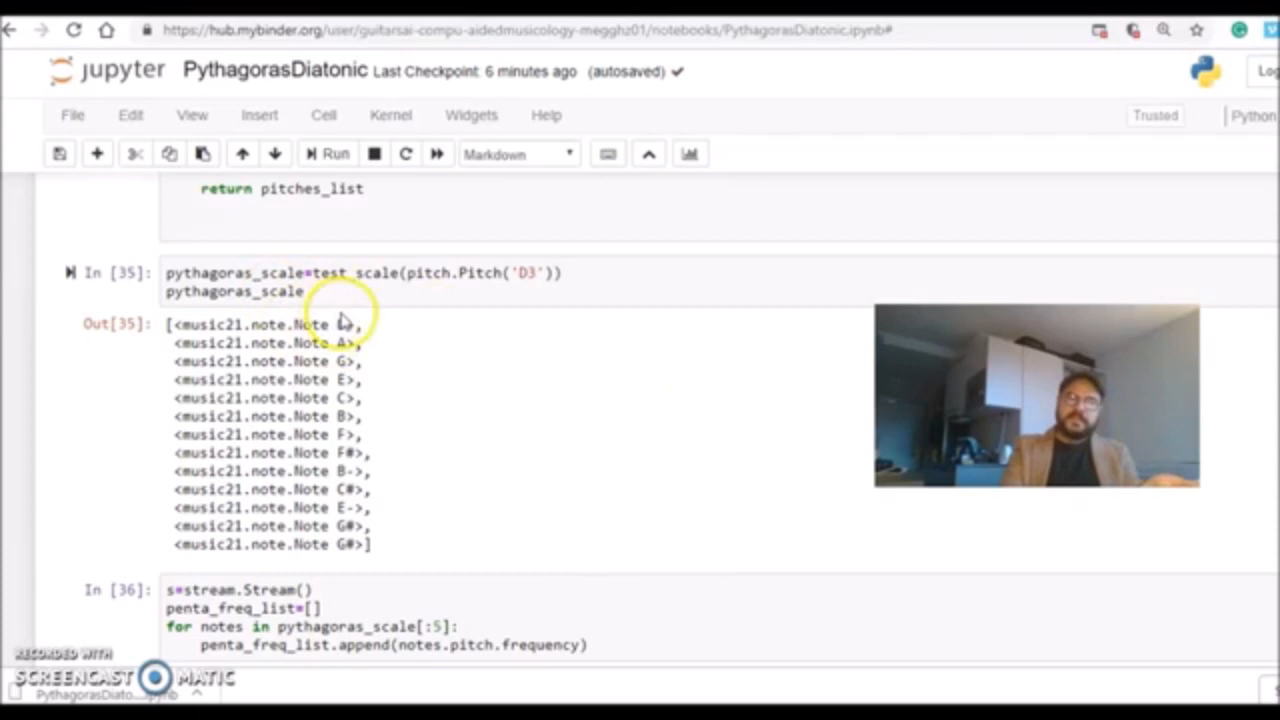 https://hub.mybinder.org/user/guitarsai-compu-aidedmusicology-megghz01/notebooks/PythagorasDiatonic.ipynb#
jupyter PythagorasDiatonic Last Checkpoint: 6 minutes ago (autosaved)
File Edit View Insert Cell Kernel Widgets Help Trusted Python
Run Markdown
return pitches_list
In [35]: pythagoras_scale=test_scale(pitch.Pitch('D3'))
pythagoras_scale
Out[35]: [<music21.note.Note
<music21.note.Note A>,
<music21.note.Note G>,
<music21.note.Note E>,
<music21.note.Note C>,
<music21.note.Note B>,
<music21.note.Note F>,
<music21.note.Note F#>,
<music21.note.Note B->,
<music21.note.Note C#>,
<music21.note.Note E->,
<music21.note.Note G#>,
<music21.note.Note G#>]
In [36]: s=stream.Stream()
penta_freq_list=[]
for notes in pythagoras_scale[:5]:
penta_freq_list.append(notes.pitch.frequency)
RECORDED WITH
SCREENCAST MATIC
PythagorasDiato....ipynb